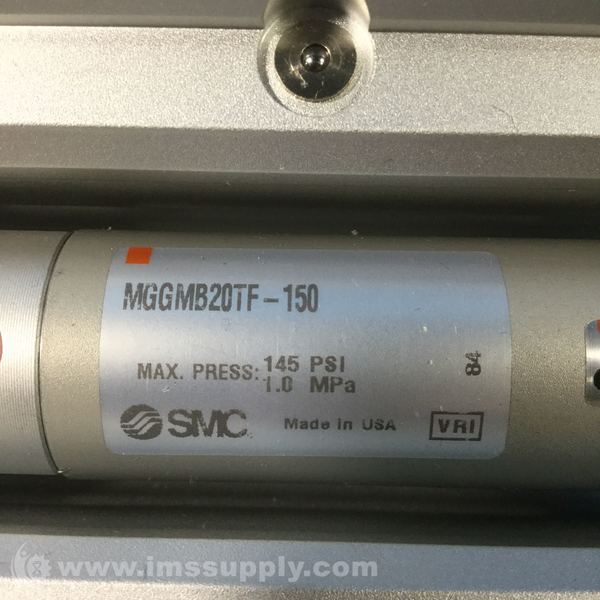 MGGMB20TF-150
MAX. PRESS: 145 PSI
1.0 MPa
84
SMC Made in USA VRI
www.imssupply.com